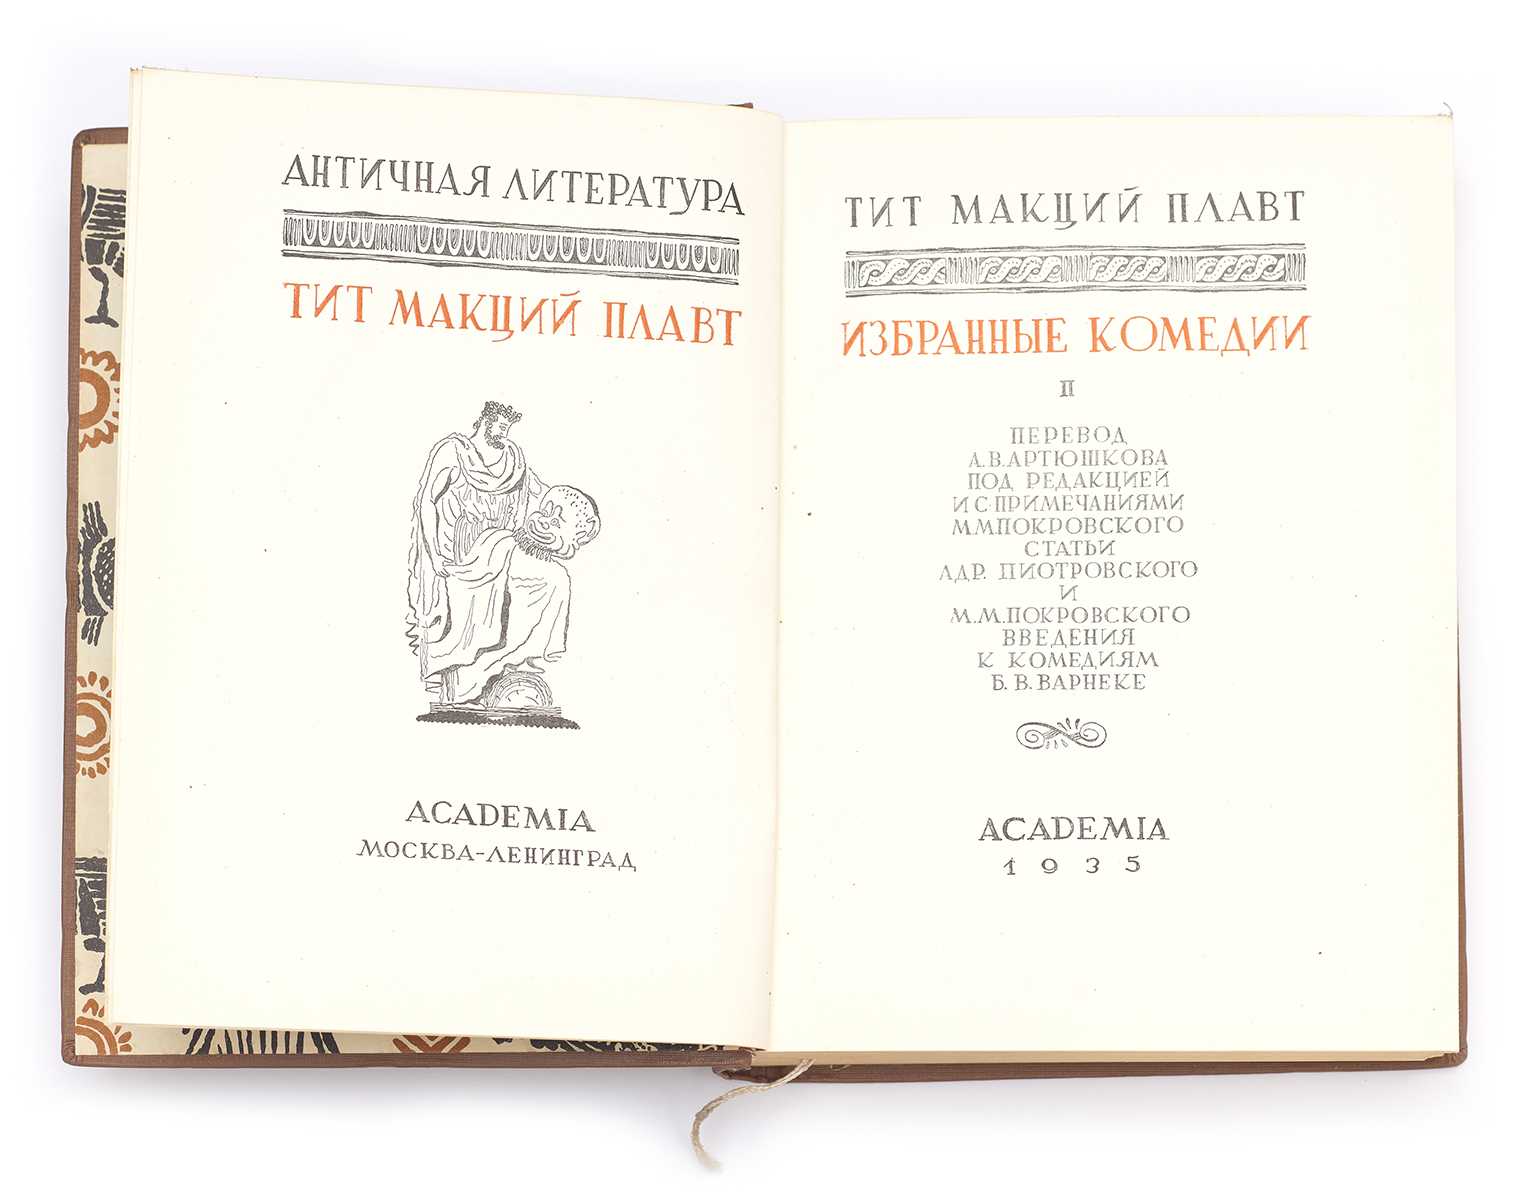 АНТИЧНАЯ ЛИТЕРАТУРА
ТИТ МАКЦИЙ ПЛАВТ
ACADEMIA
МОСКВА-ЛЕНИНГРАД
ТИТ МАКЦИЙ ПЛАВТ
ИЗБРАННЫЕ КОМЕДИИ
II
ПЕРЕВОД
А.В.АРТЮШКОВА
ПОД РЕДАКЦИЕЙ
И С ПРИМЕЧАНИЯМИ
М.М.ПОКРОВСКОГО
СТАТЬИ
АДР. ПИОТРОВСКОГО
И
М.М.ПОКРОВСКОГО
ВВЕДЕНИЯ
К КОМЕДИЯМ
Б.В.ВАРНЕКЕ
ACADEMIA
1935